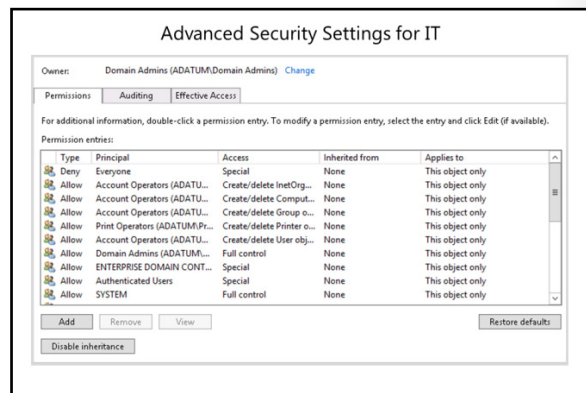 Advanced Security Settings for IT
Owner: Domain Admins (ADATUM\Domain Admins) Change
Permissions Auditing Effective Access
For additional information, double-click a permission entry. To modify a permission entry, select the entry and click Edit (if available).
Permission entries:
Type Principal Access Inherited from Applies to
Deny Everyone Special None This object only
Allow Account Operators (ADATU... Create/delete InetOrg... None This object only
Allow Account Operators (ADATU... Create/delete Comput... None This object only
Allow Account Operators (ADATU... Create/delete Group o... None This object only
Allow Print Operators (ADATUM\Pr... Create/delete Printer o... None This object only
Allow Account Operators (ADATU... Create/delete User obj... None This object only
Allow Domain Admins (ADATUM\... Full control None This object only
Allow ENTERPRISE DOMAIN CONT... Special None This object only
Allow Authenticated Users Special None This object only
Allow SYSTEM Full control None This object only
Add Remove View Restore defaults
Disable inheritance